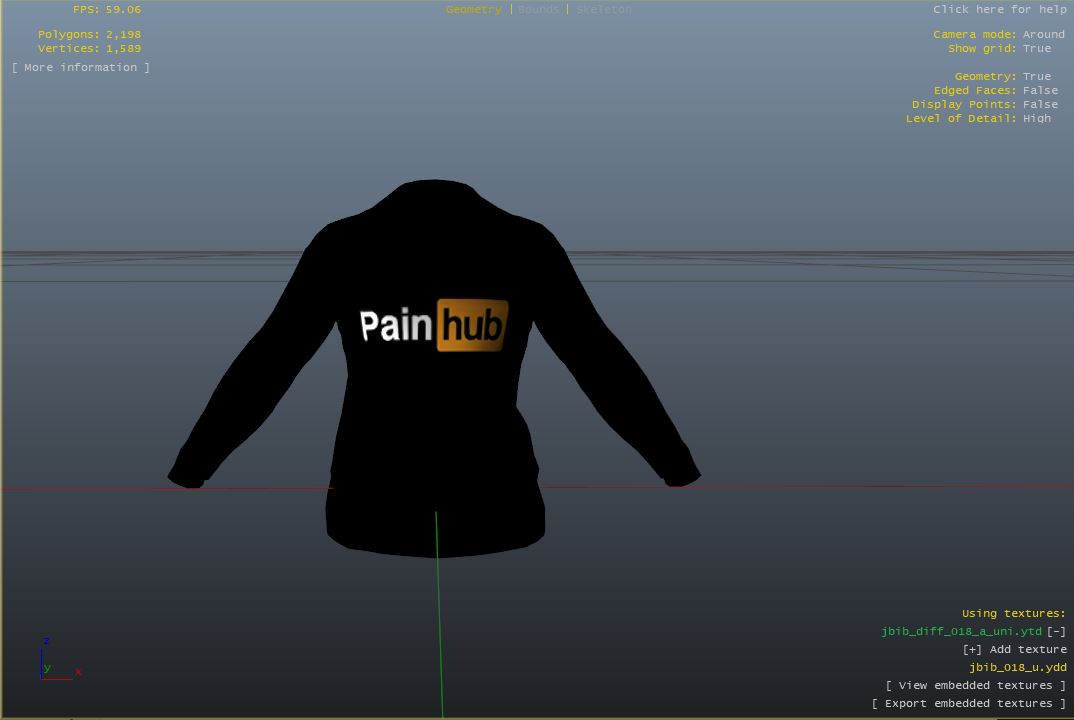 FPS: 59.06
Geometry | Bounds | Skeleton
Click here for help
Polygons: 2,198
Vertices: 1,589
[ More information ]
Camera mode: Around
Show grid: True
Geometry: True
Edged Faces: False
Display Points: False
Level of Detail: High
Pain hub
z
y
x
Using textures:
jbib_diff_018_a_uni.ytd [-]
[+] Add texture
jbib_018_u.ydd
[ View embedded textures ]
[ Export embedded textures ]